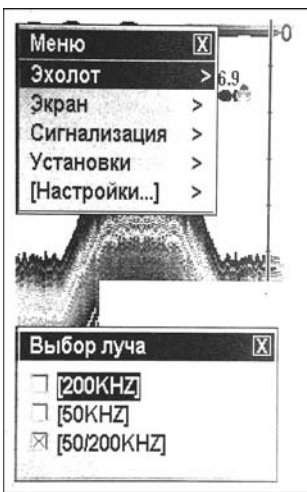 Меню X
0
Эхолот >
6.9
Экран >
Сигнализация >
Установки >
[Настройки...] >
Выбор луча X
[200KHZ]
[50KHZ]
[50/200KHZ]